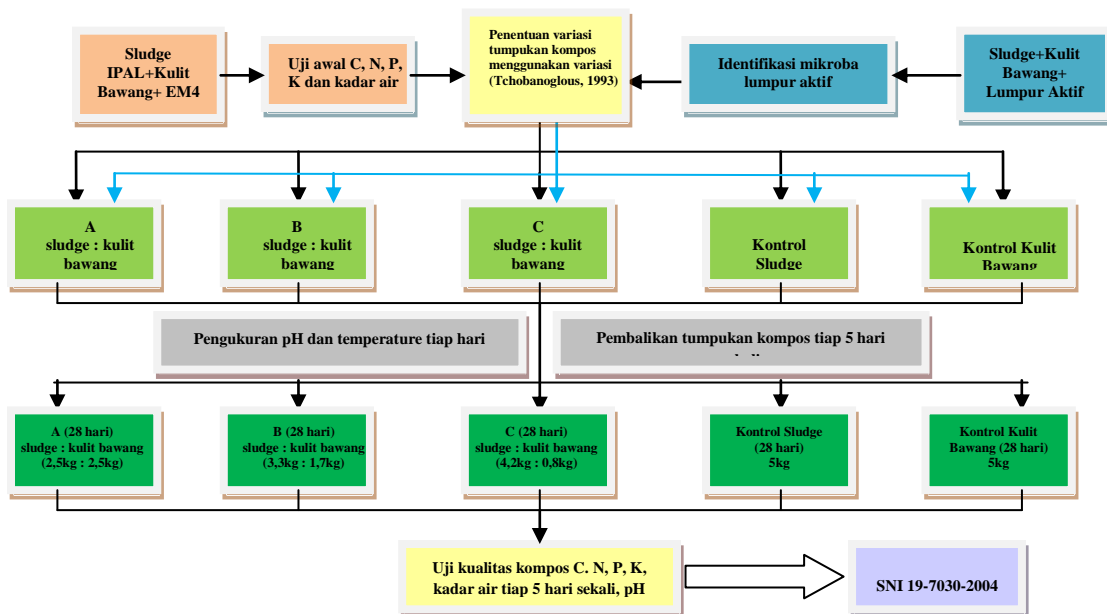 Sludge
IPAL+Kulit
Bawang+ EM4
Uji awal C, N, P,
K dan kadar air
Penentuan variasi
tumpukan kompos
menggunakan variasi
(Tchobanoglous, 1993)
Identifikasi mikroba
lumpur aktif
Sludge+Kulit
Bawang+
Lumpur Aktif
A
sludge : kulit
bawang
B
sludge : kulit
bawang
C
sludge : kulit
bawang
Kontrol
Sludge
Kontrol Kulit
Bawang
Pengukuran pH dan temperature tiap hari
Pembalikan tumpukan kompos tiap 5 hari
A (28 hari)
sludge : kulit bawang
(2,5kg : 2,5kg)
B (28 hari)
sludge : kulit bawang
(3,3kg : 1,7kg)
C (28 hari)
sludge : kulit bawang
(4,2kg : 0,8kg)
Kontrol Sludge
(28 hari)
5kg
Kontrol Kulit
Bawang (28 hari)
5kg
Uji kualitas kompos C. N, P, K,
kadar air tiap 5 hari sekali, pH
SNI 19-7030-2004